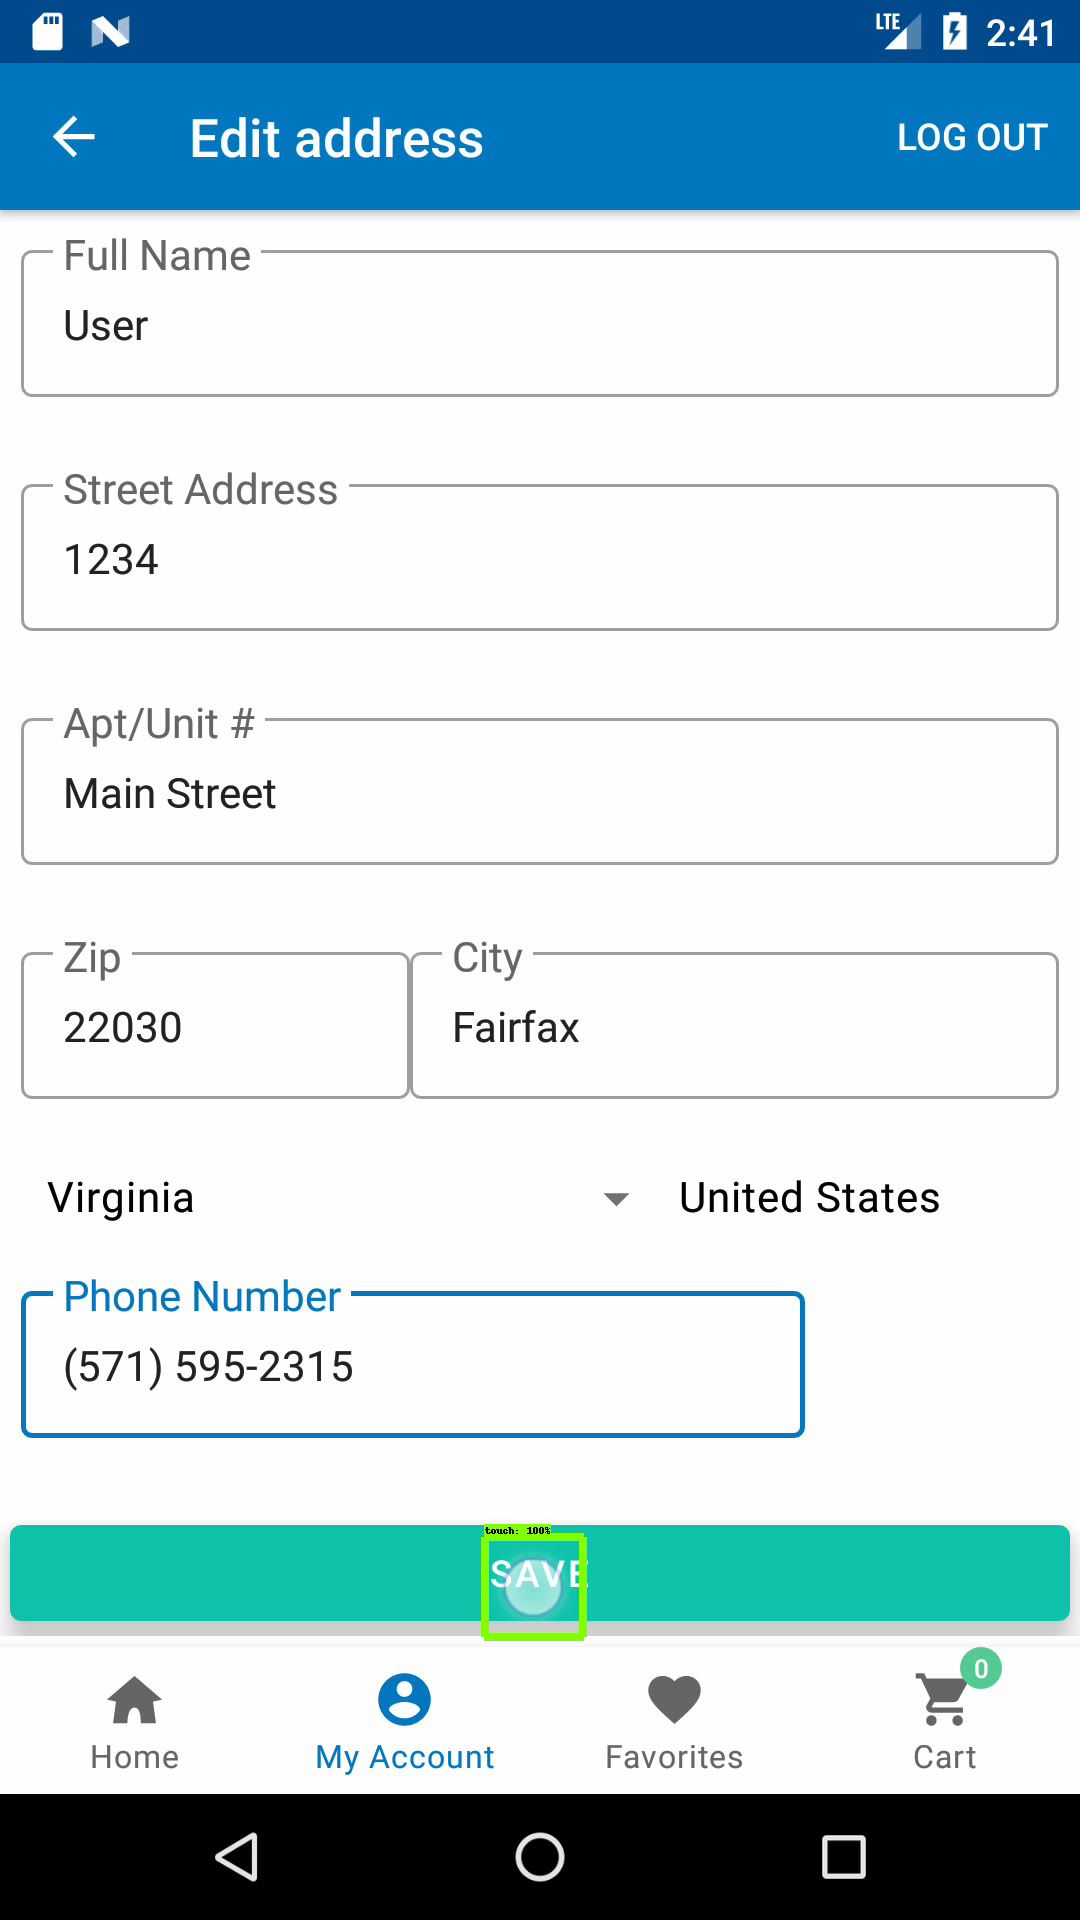 LTE 2:41
Edit address LOG OUT
Full Name
User
Street Address
1234
Apt/Unit #
Main Street
Zip City
22030 Fairfax
Virginia United States
Phone Number
(571) 595-2315
touch: 100%
SAVE
0
Home My Account Favorites Cart